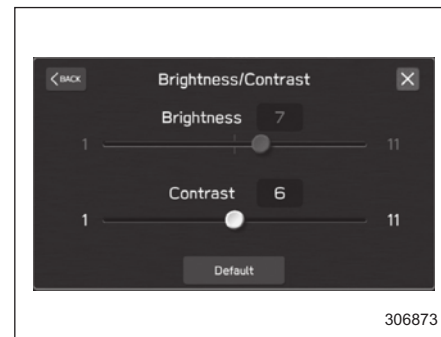 BACK Brightness/Contrast
Brightness 7
1 11
Contrast 6
1 11
Default
306873